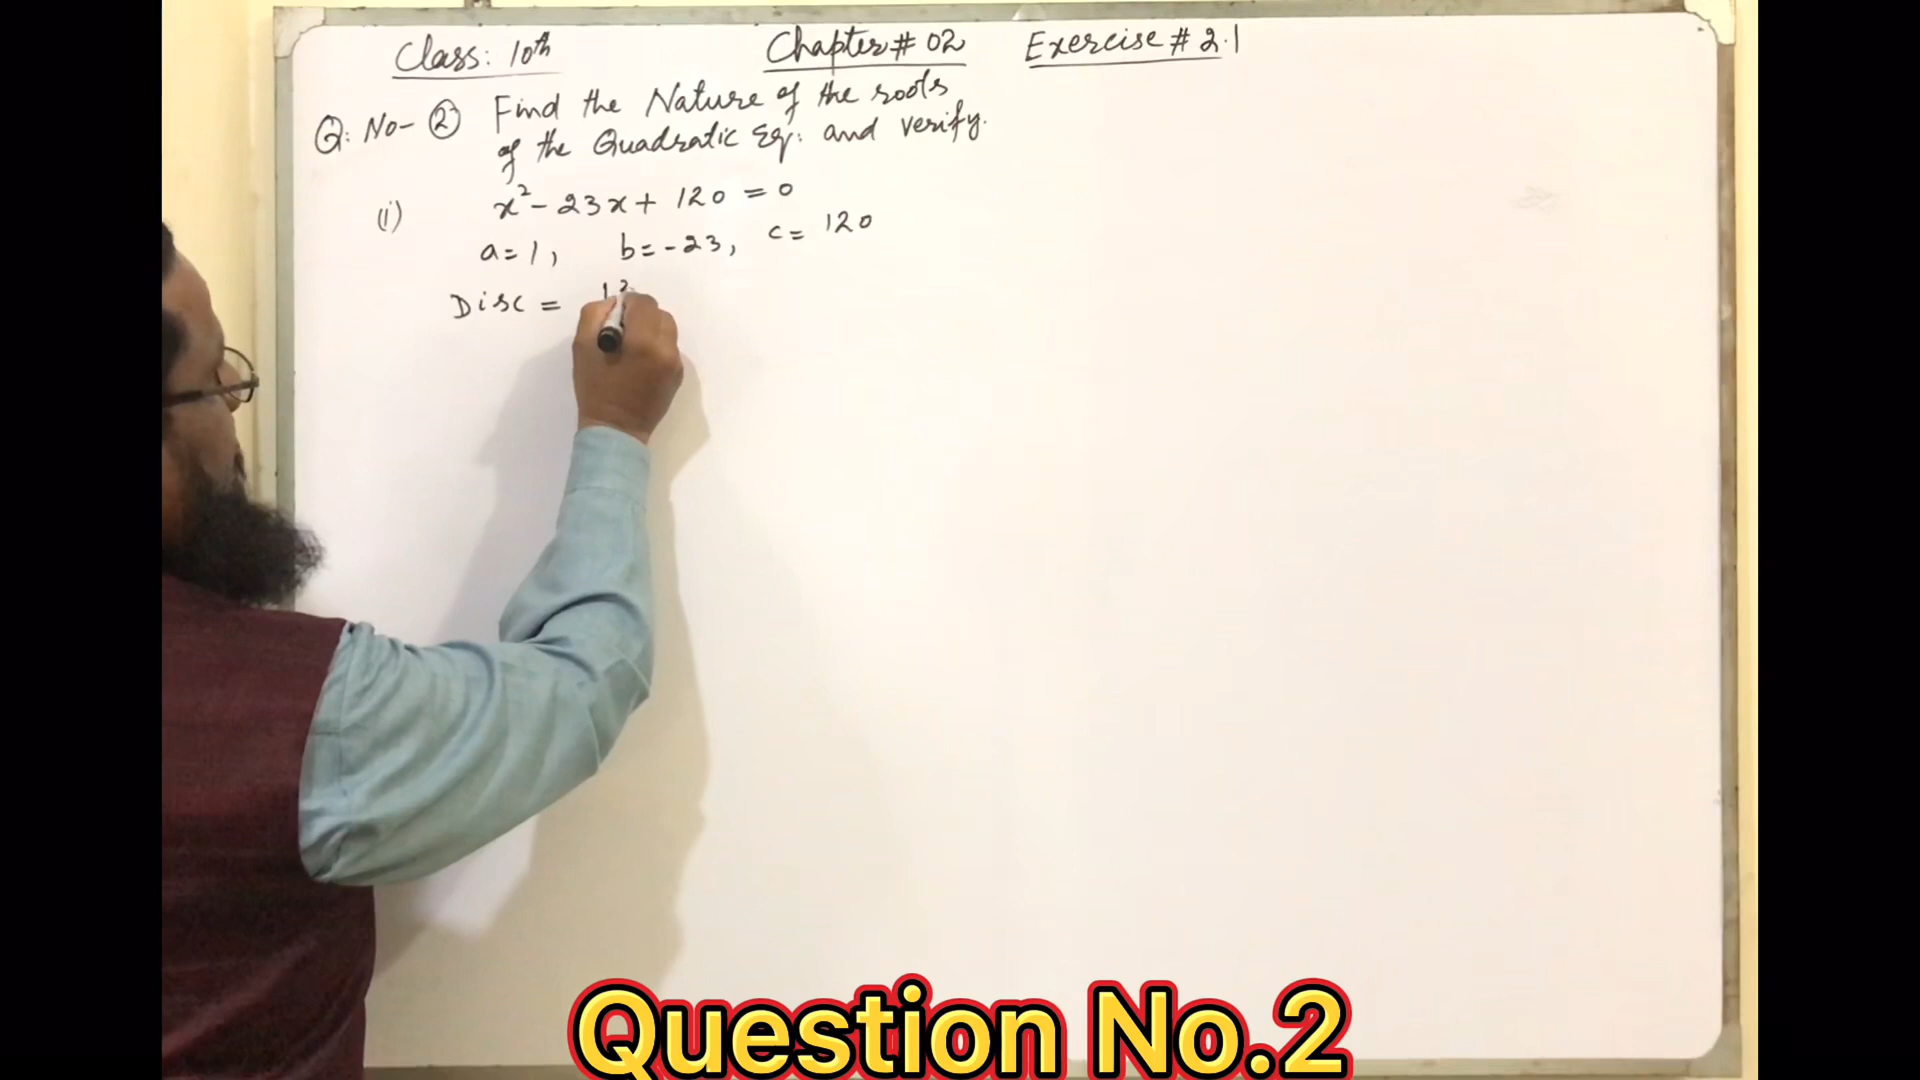 Class: 10th Chapter # 02 Exercise # 2.1
Q: No- ② Find the Nature of the roots
of the Quadratic Eq: and verify.
(i) x² - 23x + 120 = 0
a = 1, b = -23, c = 120
Disc =
Question No.2